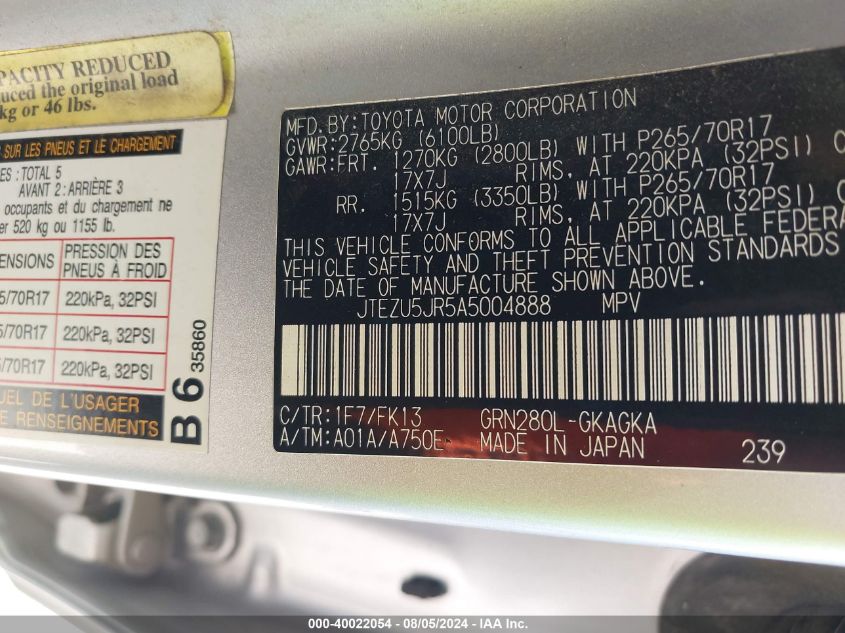 PACITY REDUCED
uced the original load
kg or 46 lbs.
SUR LES PNEUS ET LE CHARGEMENT
ES : TOTAL 5
AVANT 2 : ARRIÈRE 3
occupants et du chargement ne
er 520 kg ou 1155 lb.
ENSIONS
PRESSION DES PNEUS À FROID
5/70R17 220kPa, 32PSI
5/70R17 220kPa, 32PSI
5/70R17 220kPa, 32PSI
UEL DE L'USAGER
DE RENSEIGNEMENTS
B 6 35860
MFD. BY: TOYOTA MOTOR CORPORATION
GVWR: 2765KG (6100LB)
GAWR: FRT. 1270KG (2800LB) WITH P265/70R17
17X7J RIMS, AT 220KPA (32PSI) C
RR. 1515KG (3350LB) WITH P265/70R17
17X7J RIMS, AT 220KPA (32PSI) C
THIS VEHICLE CONFORMS TO ALL APPLICABLE FEDERA
VEHICLE SAFETY AND THEFT PREVENTION STANDARDS
THE DATE OF MANUFACTURE SHOWN ABOVE.
JTEZU5JR5A5004888 MPV
C/TR: 1F7/FK13 GRN280L-GKAGKA
A/TM: A01A/A750E MADE IN JAPAN 239
000-40022054 - 08/05/2024 - IAA Inc.